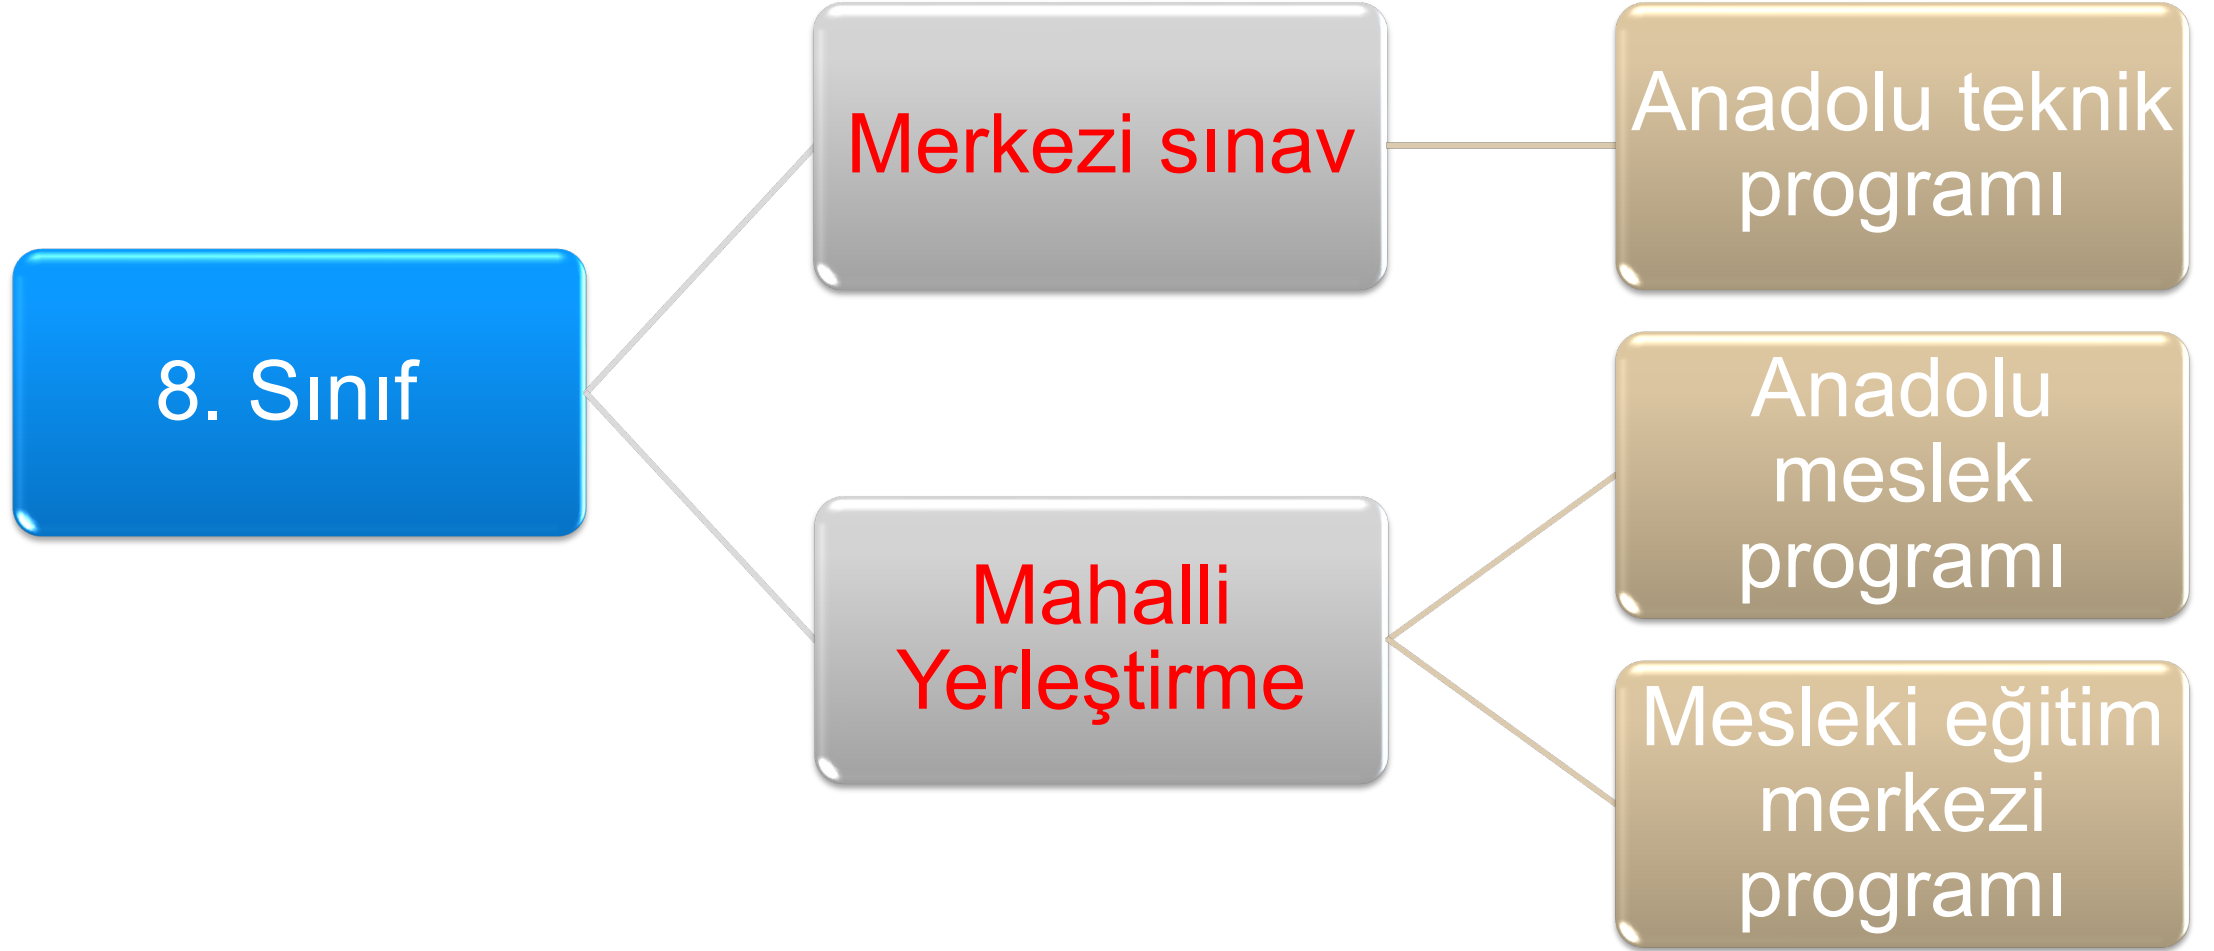 8. Sınıf
Merkezi sınav
Mahalli
Yerleştirme
Anadolu teknik
programı
Anadolu
meslek
programı
Mesleki eğitim
merkezi
programı